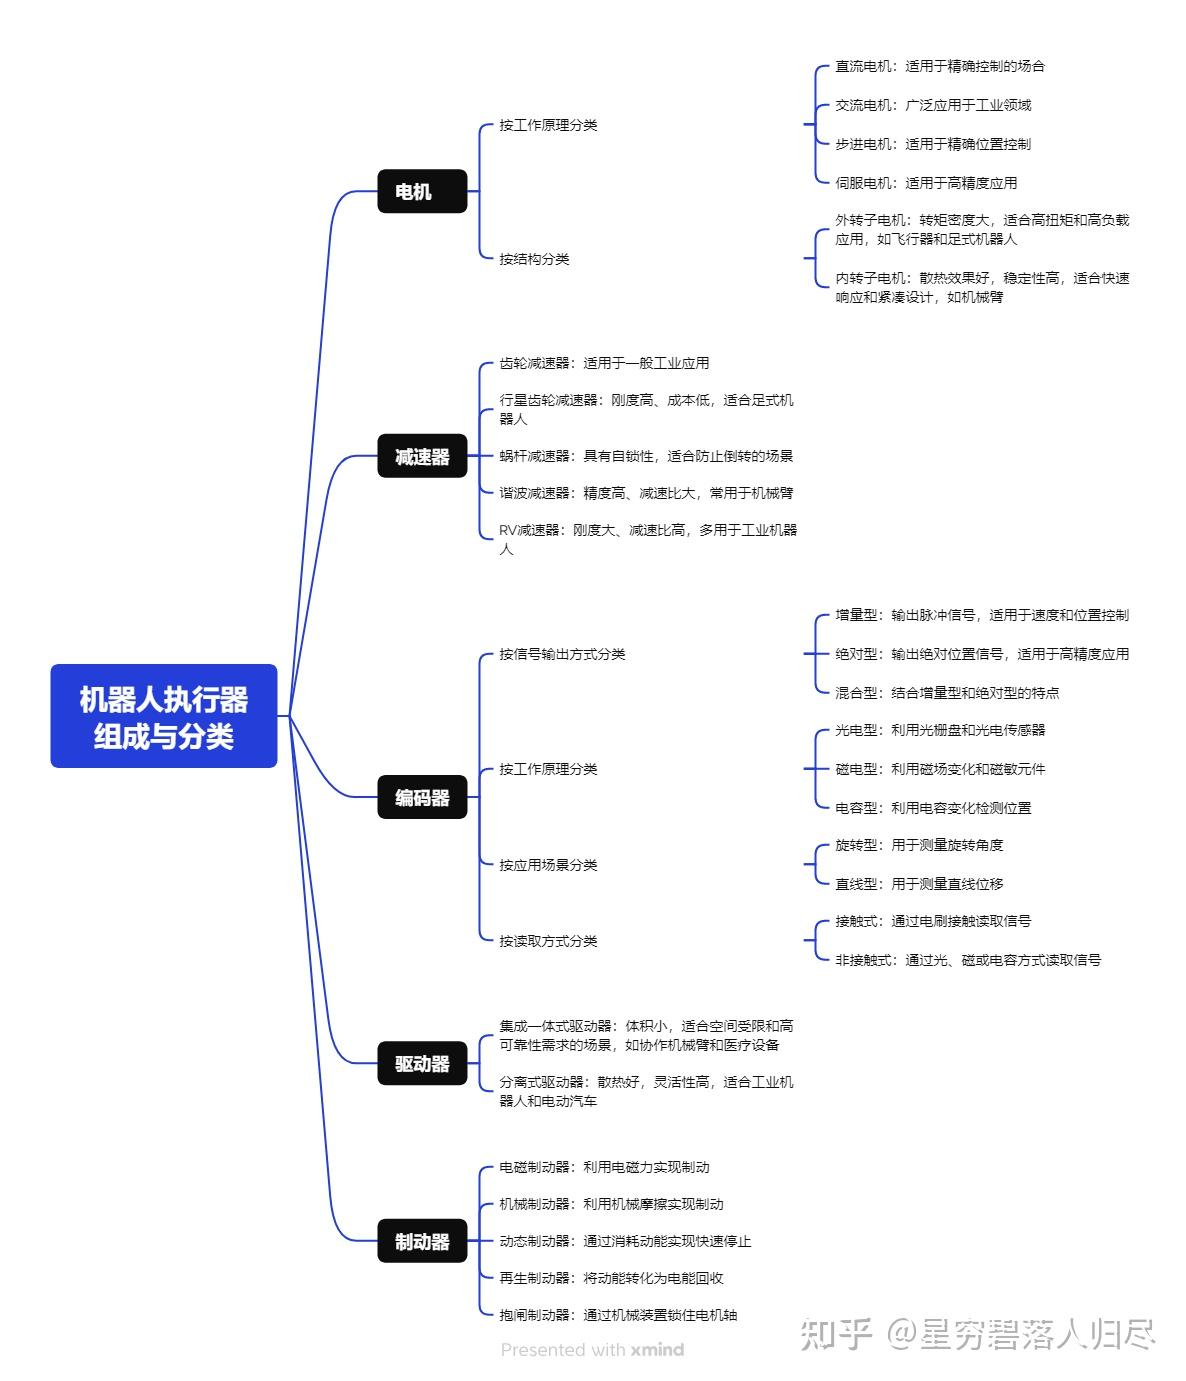 机器人执行器
组成与分类
电机
按工作原理分类
直流电机：适用于精确控制的场合
交流电机：广泛应用于工业领域
步进电机：适用于精确位置控制
伺服电机：适用于高精度应用
按结构分类
外转子电机：转矩密度大，适合高扭矩和高负载
应用，如飞行器和足式机器人
内转子电机：散热效果好，稳定性高，适合快速
响应和紧凑设计，如机械臂
减速器
齿轮减速器：适用于一般工业应用
行星齿轮减速器：刚度高、成本低，适合足式机
器人
蜗杆减速器：具有自锁性，适合防止倒转的场景
谐波减速器：精度高、减速比大，常用于机械臂
RV减速器：刚度大、减速比高，多用于工业机器
人
编码器
按信号输出方式分类
增量型：输出脉冲信号，适用于速度和位置控制
绝对型：输出绝对位置信号，适用于高精度应用
混合型：结合增量型和绝对型的特点
按工作原理分类
光电型：利用光栅盘和光电传感器
磁电型：利用磁场变化和磁敏元件
电容型：利用电容变化检测位置
按应用场景分类
旋转型：用于测量旋转角度
直线型：用于测量直线位移
按读取方式分类
接触式：通过电刷接触读取信号
非接触式：通过光、磁或电容方式读取信号
驱动器
集成一体式驱动器：体积小，适合空间受限和高
可靠性需求的场景，如协作机械臂和医疗设备
分离式驱动器：散热好，灵活性高，适合工业机
器人和电动汽车
制动器
电磁制动器：利用电磁力实现制动
机械制动器：利用机械摩擦实现制动
动态制动器：通过消耗动能实现快速停止
再生制动器：将动能转化为电能回收
抱闸制动器：通过机械装置锁住电机轴
Presented with xmind
知乎 @星穷碧落人归尽